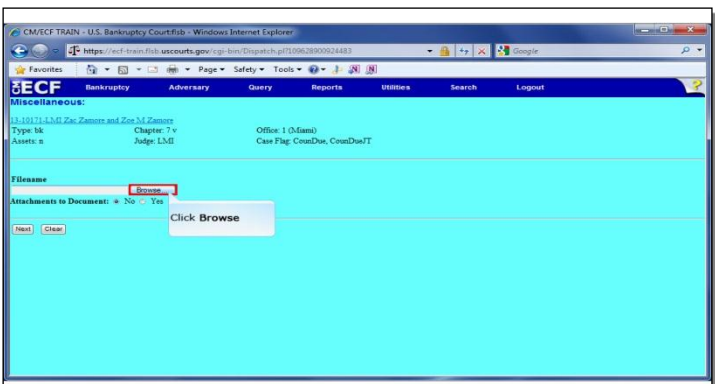 CM/ECF TRAIN - U.S. Bankruptcy Court:flsb - Windows Internet Explorer
https://ecf-train.flsb.uscourts.gov/cgi-bin/Dispatch.pl?109628900924483
Google
Favorites Page Safety Tools
ECF Bankruptcy Adversary Query Reports Utilities Search Logout ?
Miscellaneous:
13-10171-LMI Zac Zamore and Zoe M Zamore
Type: bk Chapter: 7 v Office: 1 (Miami)
Assets: n Judge: LMI Case Flag: CounDue, CounDueJT
Filename
Browse...
Attachments to Document: No Yes
Click Browse
Next Clear